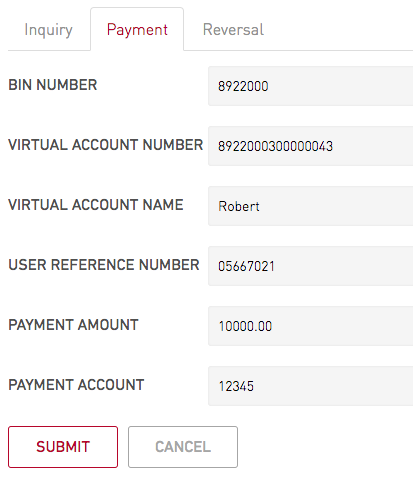 Inquiry Payment Reversal
BIN NUMBER 8922000
VIRTUAL ACCOUNT NUMBER 8922000300000043
VIRTUAL ACCOUNT NAME Robert
USER REFERENCE NUMBER 05667021
PAYMENT AMOUNT 10000.00
PAYMENT ACCOUNT 12345
SUBMIT CANCEL